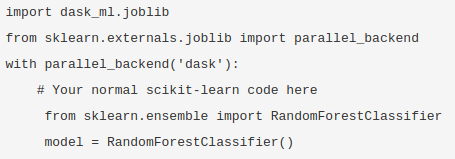 import dask_ml.joblib
from sklearn.externals.joblib import parallel_backend
with parallel_backend('dask'):
    # Your normal scikit-learn code here
     from sklearn.ensemble import RandomForestClassifier
     model = RandomForestClassifier()